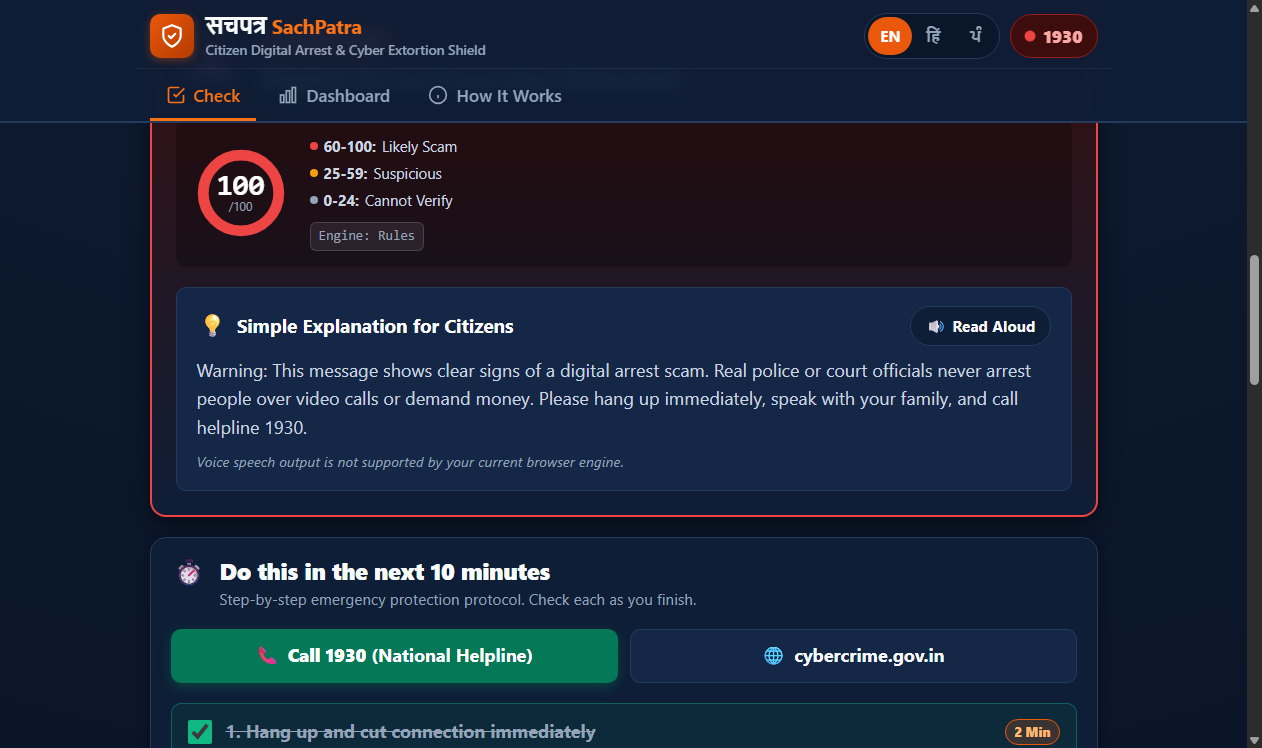 सचपत्र SachPatra
Citizen Digital Arrest & Cyber Extortion Shield
EN हिं ਪੰ 1930
Check Dashboard How It Works
100
/100
60-100: Likely Scam
25-59: Suspicious
0-24: Cannot Verify
Engine: Rules
Simple Explanation for Citizens
Read Aloud
Warning: This message shows clear signs of a digital arrest scam. Real police or court officials never arrest
people over video calls or demand money. Please hang up immediately, speak with your family, and call
helpline 1930.
Voice speech output is not supported by your current browser engine.
Do this in the next 10 minutes
Step-by-step emergency protection protocol. Check each as you finish.
Call 1930 (National Helpline)
cybercrime.gov.in
1. Hang up and cut connection immediately
2 Min